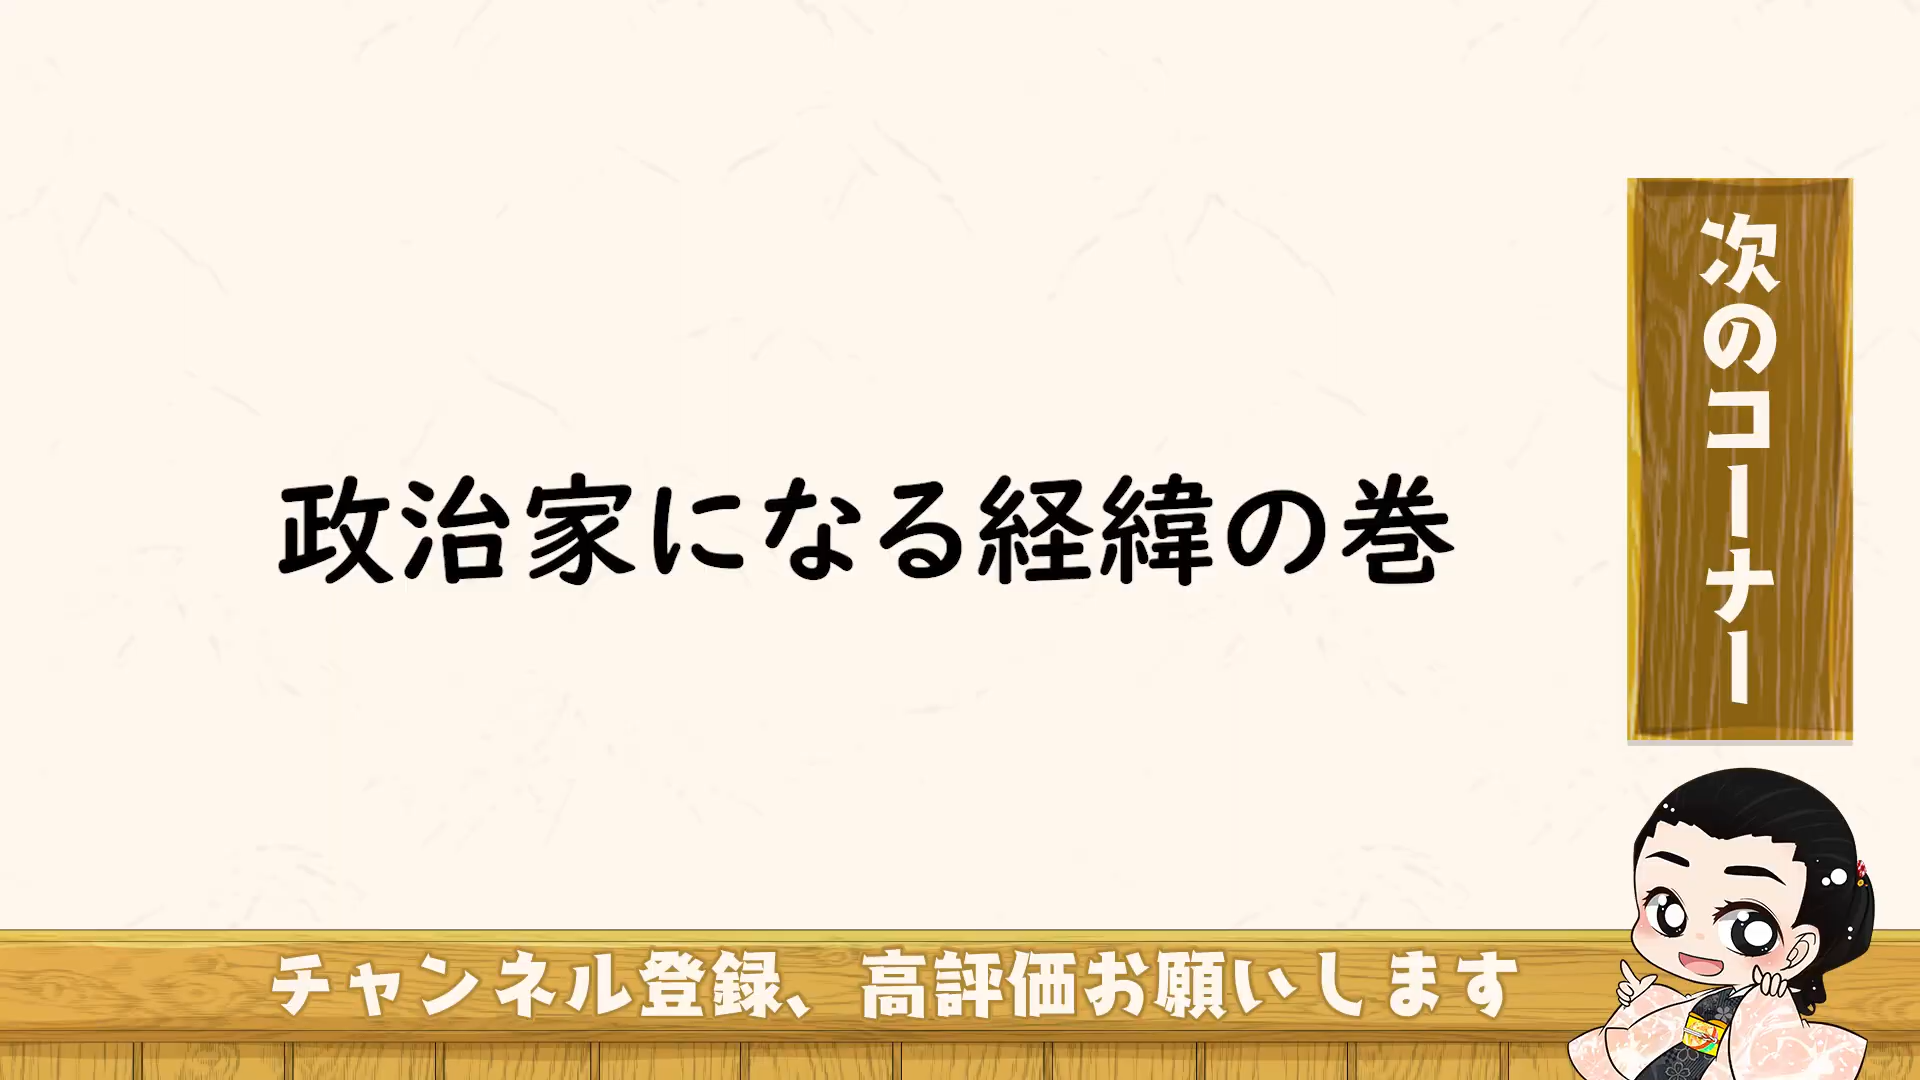 次のコーナー
政治家になる経緯の巻
チャンネル登録、高評価お願いします